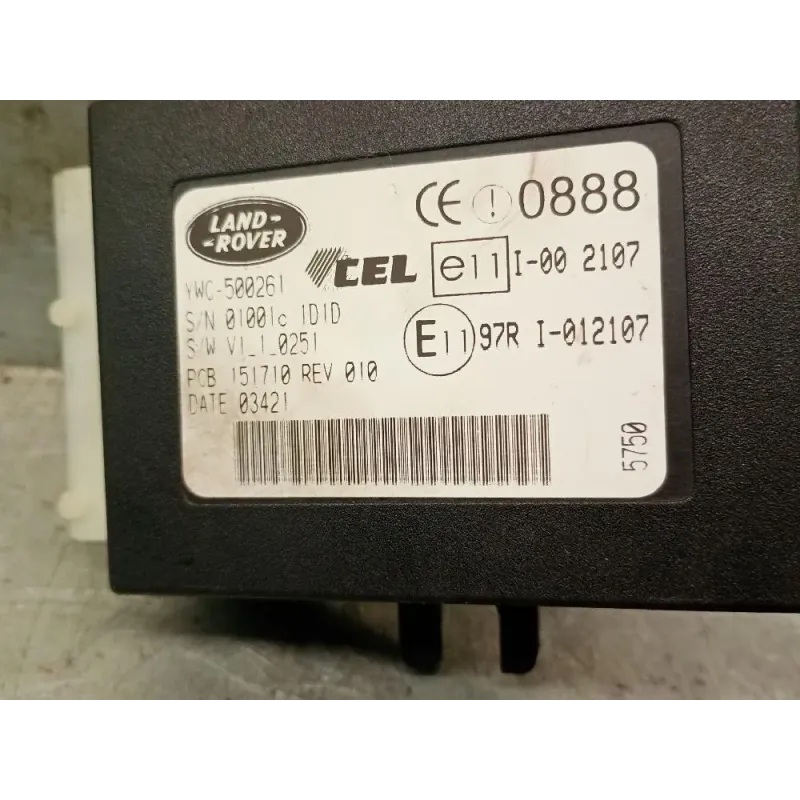 LAND-
-ROVER
CEL
CE ! 0888
e11 I-00 2107
YWC-500261
S/N 01001c 1D1D
S/W V1_1_0251
E11 97R I-012107
PCB 151710 REV 010
DATE 03421
5750